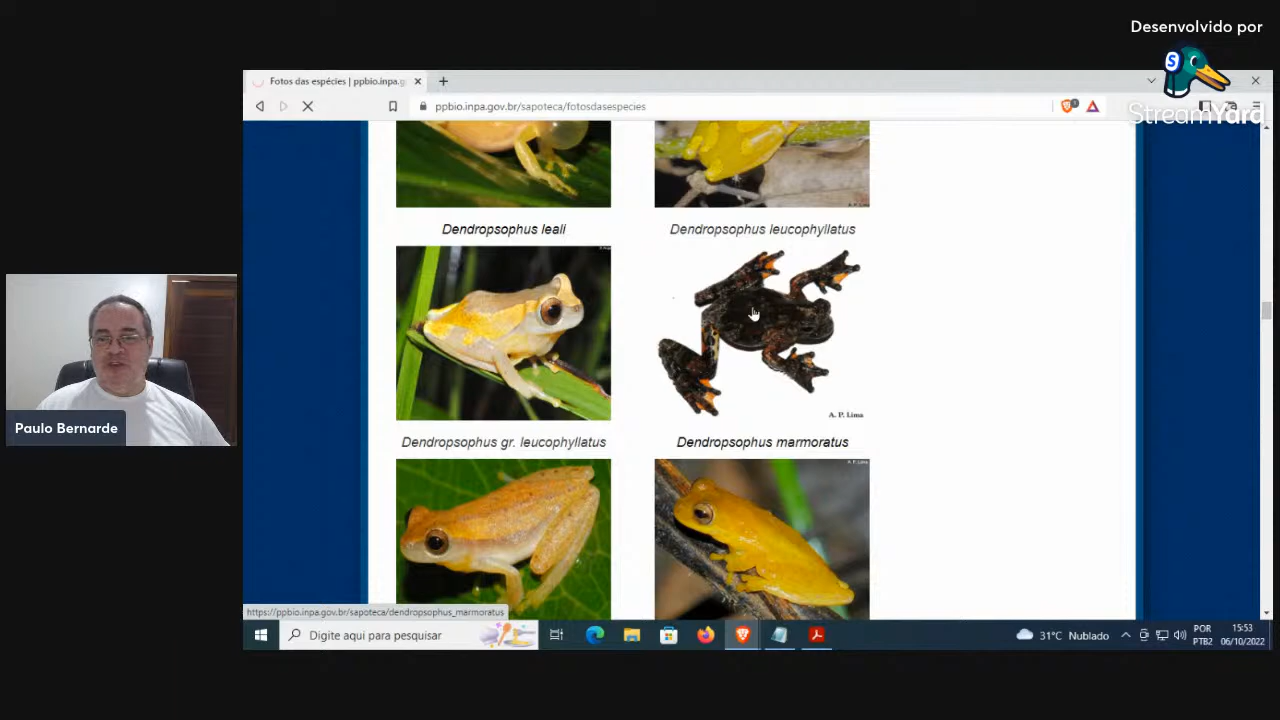 Desenvolvido por
StreamYard
Fotos das espécies | ppbio.inpa.g
ppbio.inpa.gov.br/sapoteca/fotosdasespecies
Dendropsophus leali
Dendropsophus leucophyllatus
A. P. Lima
Dendropsophus gr. leucophyllatus
Dendropsophus marmoratus
Paulo Bernarde
https://ppbio.inpa.gov.br/sapoteca/dendropsophus_marmoratus
Digite aqui para pesquisar
31°C Nublado
POR
PTB2
15:53
06/10/2022